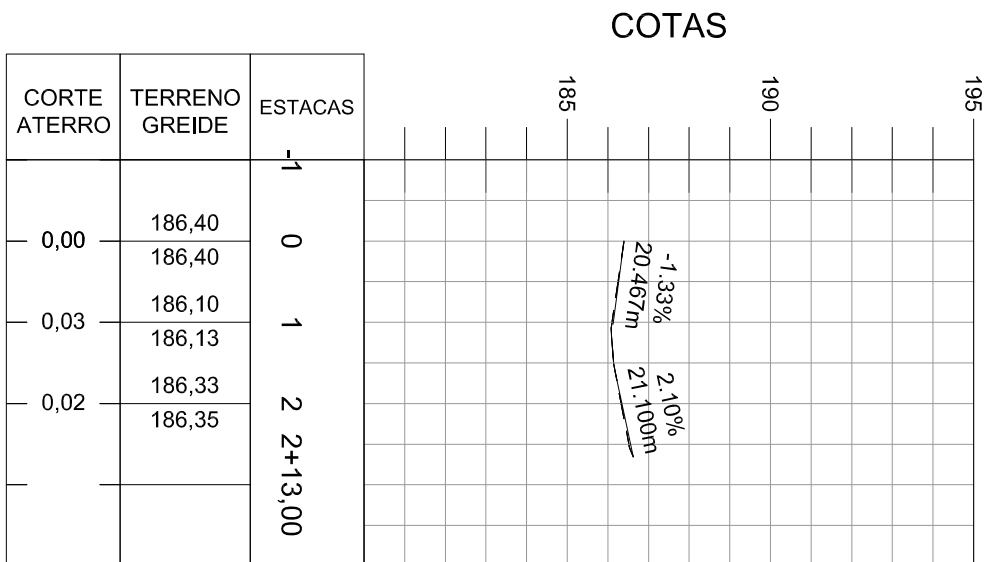 COTAS
CORTE
ATERRO
TERRENO
GREIDE
ESTACAS
185
190
195
-1
0,00
186,40
186,40
0
0,03
186,10
186,13
1
0,02
186,33
186,35
2
2+13,00
-1.33%
20.467m
2.10%
21.100m